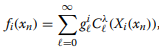 f_i(x_n) = \sum_{\ell=0}^{\infty} g_\ell^i C_\ell^\lambda (X_i(x_n)),